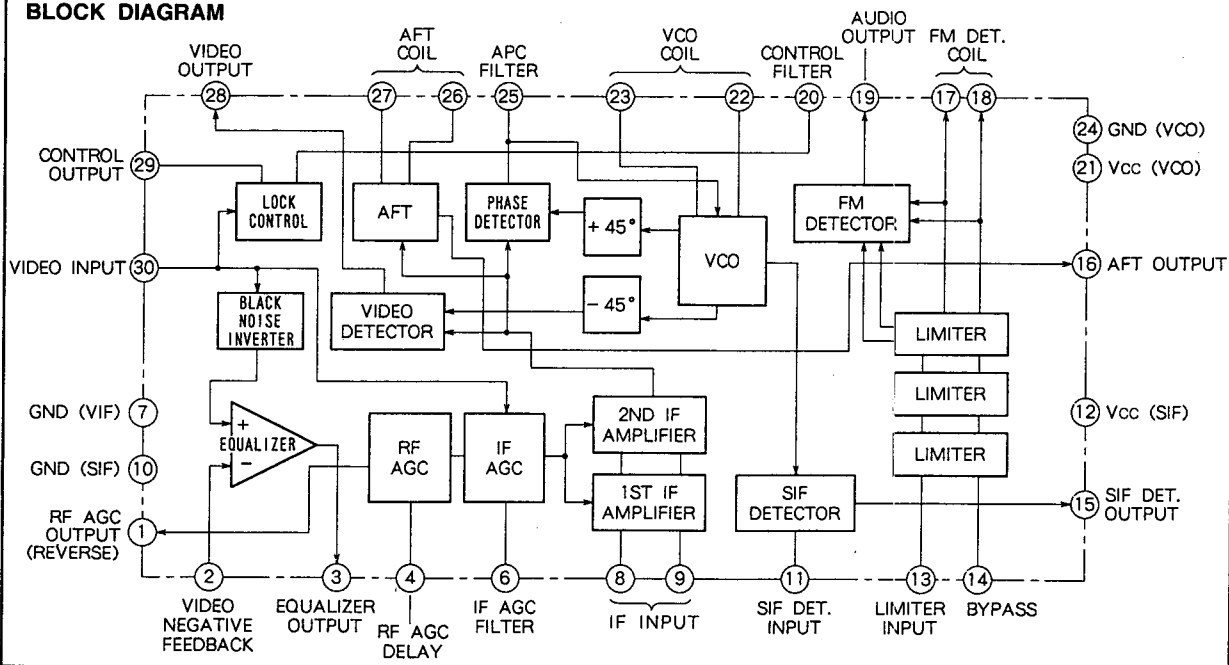 BLOCK DIAGRAM
VIDEO
OUTPUT
AFT
COIL
APC
FILTER
VCO
COIL
CONTROL
FILTER
AUDIO
OUTPUT
FM DET.
COIL
28
27
26
25
23
22
20
19
17
18
24
GND (VCO)
21
Vcc (VCO)
CONTROL
OUTPUT
29
LOCK
CONTROL
AFT
PHASE
DETECTOR
+ 45°
VCO
FM
DETECTOR
VIDEO INPUT
30
16
AFT OUTPUT
BLACK
NOISE
INVERTER
VIDEO
DETECTOR
- 45°
LIMITER
LIMITER
LIMITER
GND (VIF)
7
12
Vcc (SIF)
+
EQUALIZER
-
RF
AGC
IF
AGC
2ND IF
AMPLIFIER
1ST IF
AMPLIFIER
SIF
DETECTOR
GND (SIF)
10
15
SIF DET.
OUTPUT
RF AGC
OUTPUT
(REVERSE)
1
2
3
4
6
8
9
11
13
14
VIDEO
NEGATIVE
FEEDBACK
EQUALIZER
OUTPUT
RF AGC
DELAY
IF AGC
FILTER
IF INPUT
SIF DET.
INPUT
LIMITER
INPUT
BYPASS